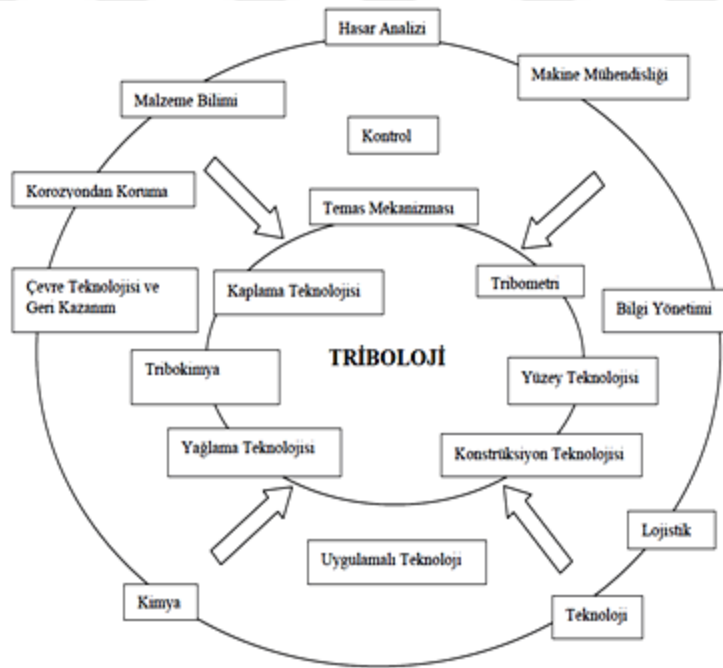 Hasar Analizi
Makine Mühendisliği
Malzeme Bilimi
Kontrol
Korozyondan Koruma
Temas Mekanizması
Çevre Teknolojisi ve
Geri Kazanım
Kaplama Teknolojisi
Tribometri
Bilgi Yönetimi
TRİBOLOJİ
Tribokimya
Yüzey Teknolojisi
Yağlama Teknolojisi
Konstrüksiyon Teknolojisi
Lojistik
Uygulamalı Teknoloji
Kimya
Teknoloji